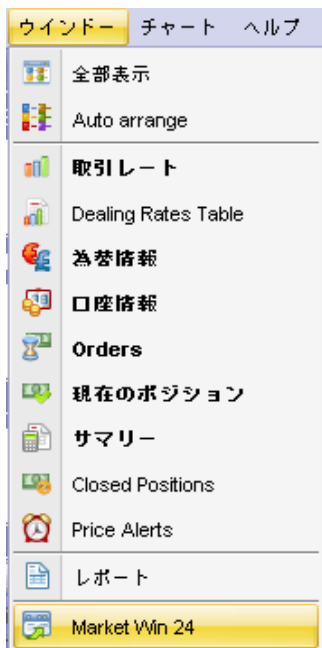 ウインドー チャート ヘルプ
全部表示
Auto arrange
取引レート
Dealing Rates Table
為替情報
口座情報
Orders
現在のポジション
サマリー
Closed Positions
Price Alerts
レポート
Market Win 24